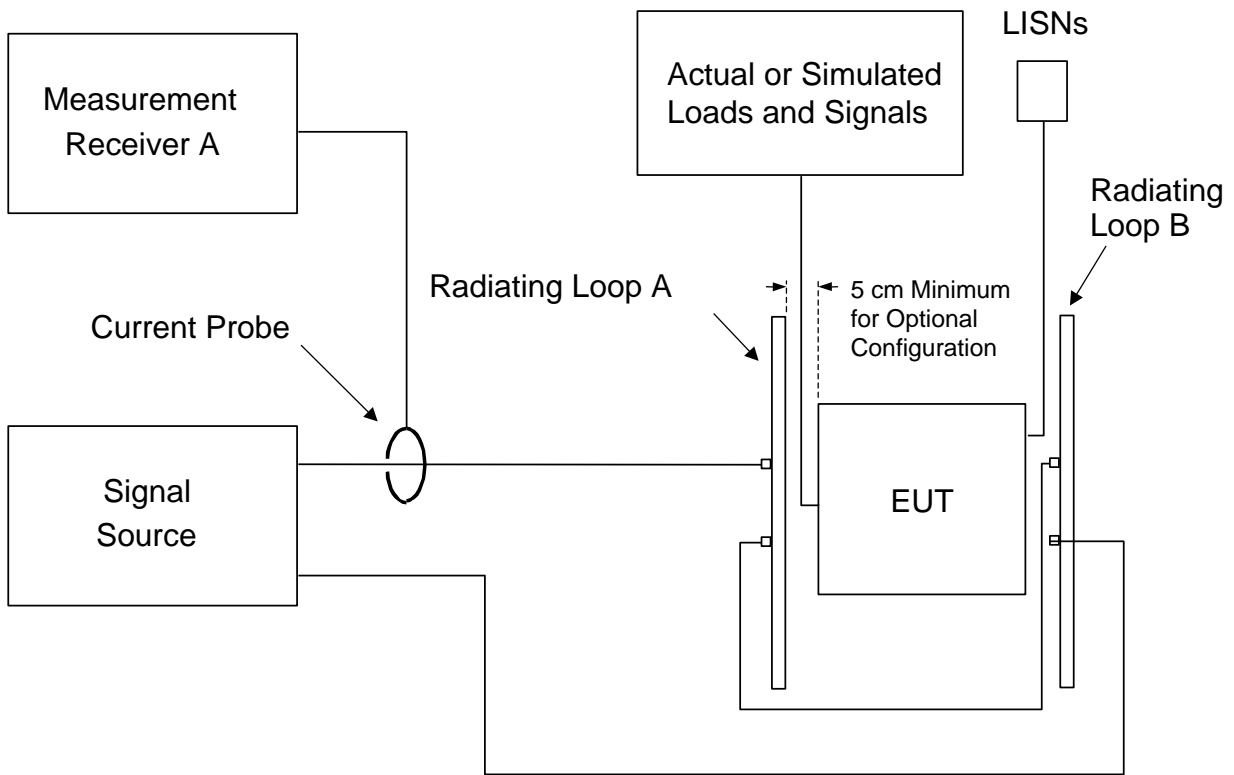 LISNs
Measurement
Receiver A
Actual or Simulated
Loads and Signals
Radiating
Loop B
Radiating Loop A
5 cm Minimum
for Optional
Configuration
Current Probe
Signal
Source
EUT